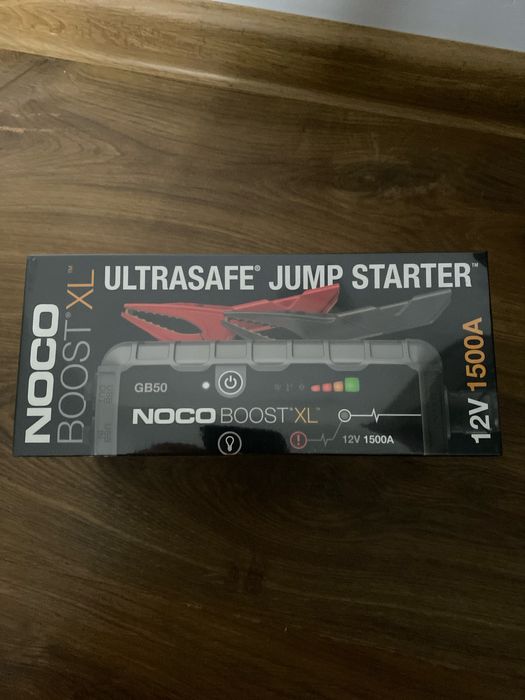 NOCO
BOOST® XL™
ULTRASAFE® JUMP STARTER™
GB50
NOCO BOOST® XL™
12V 1500A
12V 1500A